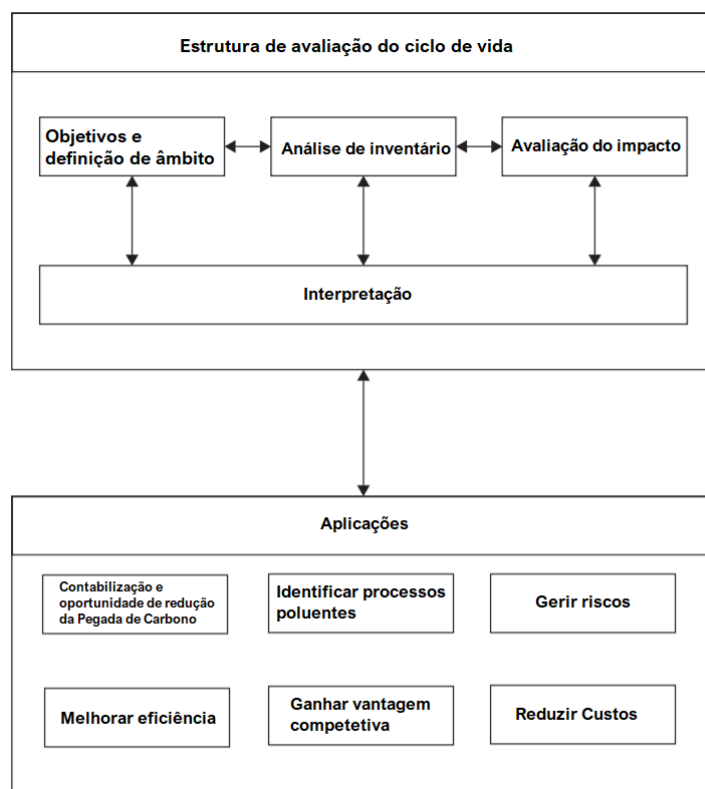 Estrutura de avaliação do ciclo de vida
Objetivos e
definição de âmbito
Análise de inventário
Avaliação do impacto
Interpretação
Aplicações
Contabilização e
oportunidade de redução
da Pegada de Carbono
Identificar processos
poluentes
Gerir riscos
Melhorar eficiência
Ganhar vantagem
competetiva
Reduzir Custos